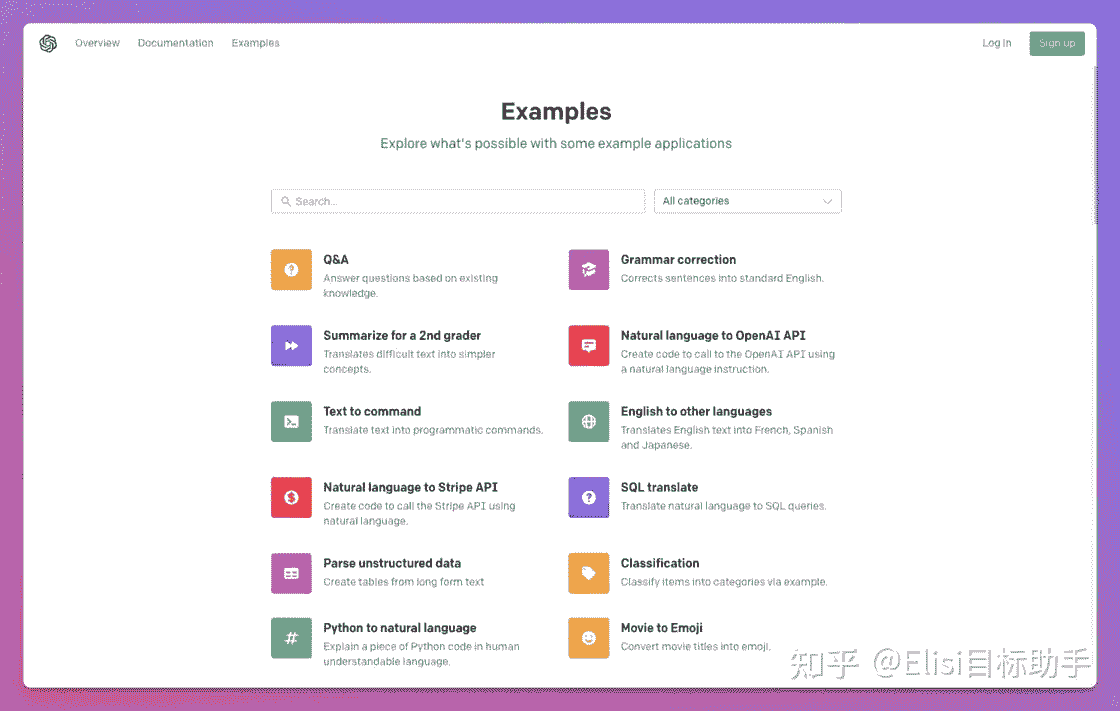 Overview Documentation Examples Log in Sign up
Examples
Explore what's possible with some example applications
Search...
All categories
Q&A
Answer questions based on existing
knowledge.
Grammar correction
Corrects sentences into standard English.
Summarize for a 2nd grader
Translates difficult text into simpler
concepts.
Natural language to OpenAI API
Create code to call to the OpenAI API using
a natural language instruction.
Text to command
Translate text into programmatic commands.
English to other languages
Translates English text into French, Spanish
and Japanese.
Natural language to Stripe API
Create code to call the Stripe API using
natural language.
SQL translate
Translate natural language to SQL queries.
Parse unstructured data
Create tables from long form text
Classification
Classify items into categories via example.
Python to natural language
Explain a piece of Python code in human
understandable language.
Movie to Emoji
Convert movie titles into emoji.
知乎 @Elisi目标助手